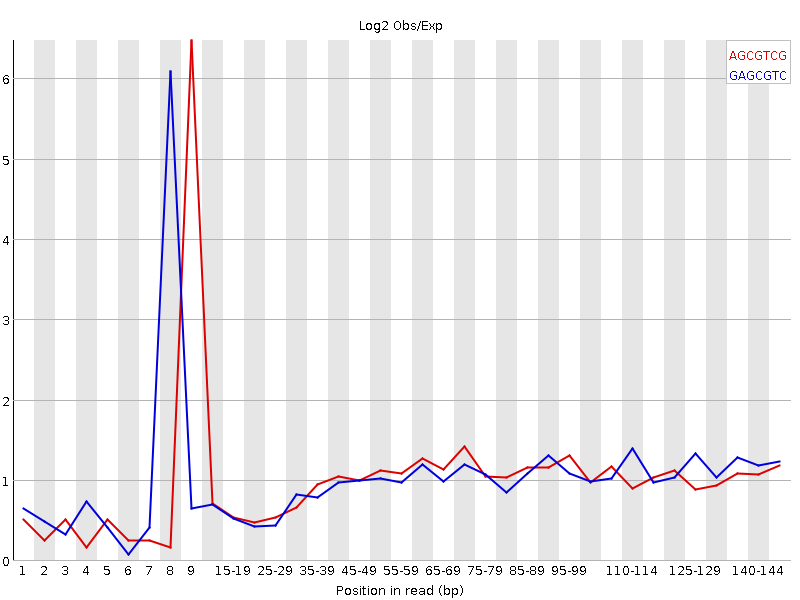 Log2 Obs/Exp
AGCGTCG
GAGCGTC
6
5
4
3
2
1
0
1 2 3 4 5 6 7 8 9 15-19 25-29 35-39 45-49 55-59 65-69 75-79 85-89 95-99 110-114 125-129 140-144
Position in read (bp)